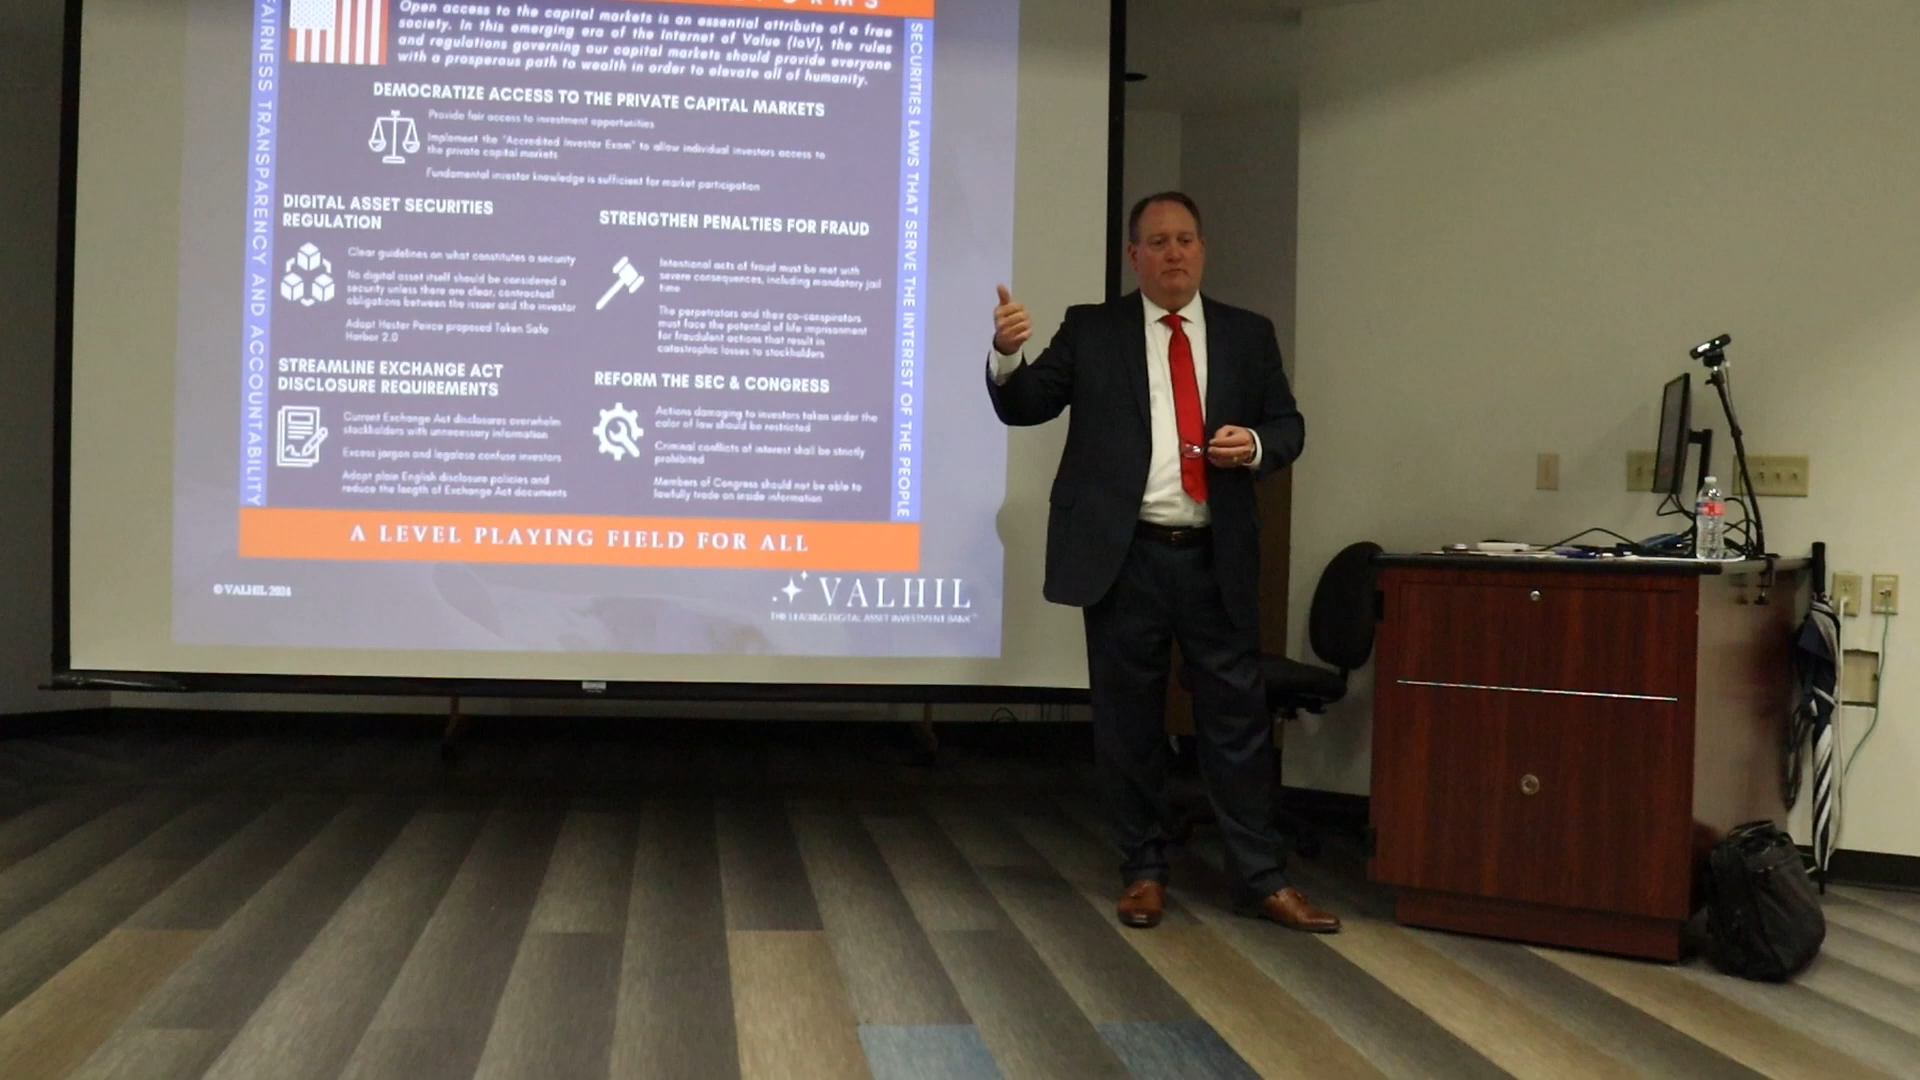 Open access to the capital markets is an essential attribute of a free
society. In this emerging era of the Internet of Value (IoV), the rules
and regulations governing our capital markets should provide everyone
with a prosperous path to wealth in order to elevate all of humanity.
FAIRNESS TRANSPARENCY AND ACCOUNTABILITY
DEMOCRATIZE ACCESS TO THE PRIVATE CAPITAL MARKETS
Provide fair access to investment opportunities
Implement the "Accredited Investor Exam" to allow individual investors access to
the private capital markets
Fundamental investor knowledge is sufficient for market participation
DIGITAL ASSET SECURITIES
REGULATION
Clear guidelines on what constitutes a security
No digital asset itself should be considered a
security unless there are clear, contractual
obligations between the issuer and the investor
Adopt Hester Peirce proposed Token Safe
Harbor 2.0
STRENGTHEN PENALTIES FOR FRAUD
Intentional acts of fraud must be met with
severe consequences, including mandatory jail
time
The perpetrators and their co-conspirators
must face the potential of life imprisonment
for fraudulent actions that result in
catastrophic losses to stockholders
STREAMLINE EXCHANGE ACT
DISCLOSURE REQUIREMENTS
Current Exchange Act disclosures overwhelm
stockholders with unnecessary information
Excess jargon and legalese confuse investors
Adopt plain English disclosure policies and
reduce the length of Exchange Act documents
REFORM THE SEC & CONGRESS
Actions damaging to investors taken under the
color of law should be restricted
Criminal conflicts of interest shall be strictly
prohibited
Members of Congress should not be able to
lawfully trade on inside information
SECURITIES LAWS THAT SERVE THE INTEREST OF THE PEOPLE
A LEVEL PLAYING FIELD FOR ALL
© VALHIL 2024
VALHIL
THE LEADING DIGITAL ASSET INVESTMENT BANK